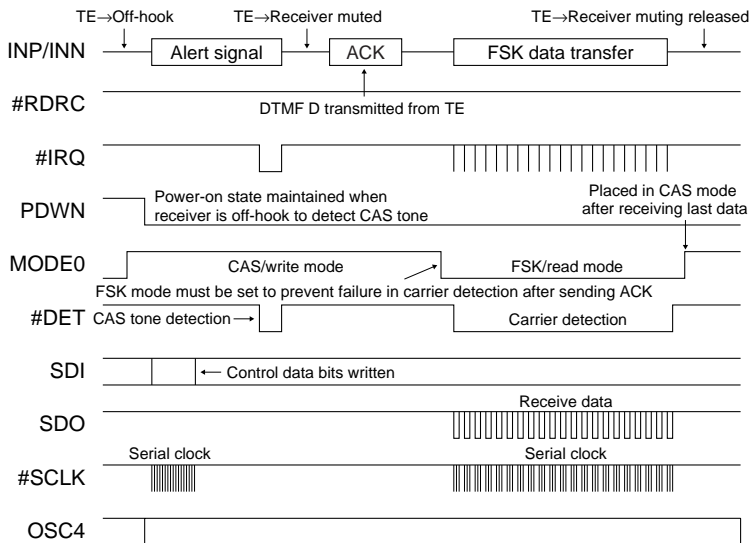 TE→Off-hook
TE→Receiver muted
TE→Receiver muting released
INP/INN
Alert signal
ACK
FSK data transfer
#RDRC
DTMF D transmitted from TE
#IRQ
PDWN
Power-on state maintained when
receiver is off-hook to detect CAS tone
Placed in CAS mode
after receiving last data
MODE0
CAS/write mode
FSK/read mode
FSK mode must be set to prevent failure in carrier detection after sending ACK
#DET
CAS tone detection→
Carrier detection
SDI
← Control data bits written
SDO
Receive data
#SCLK
Serial clock
Serial clock
OSC4